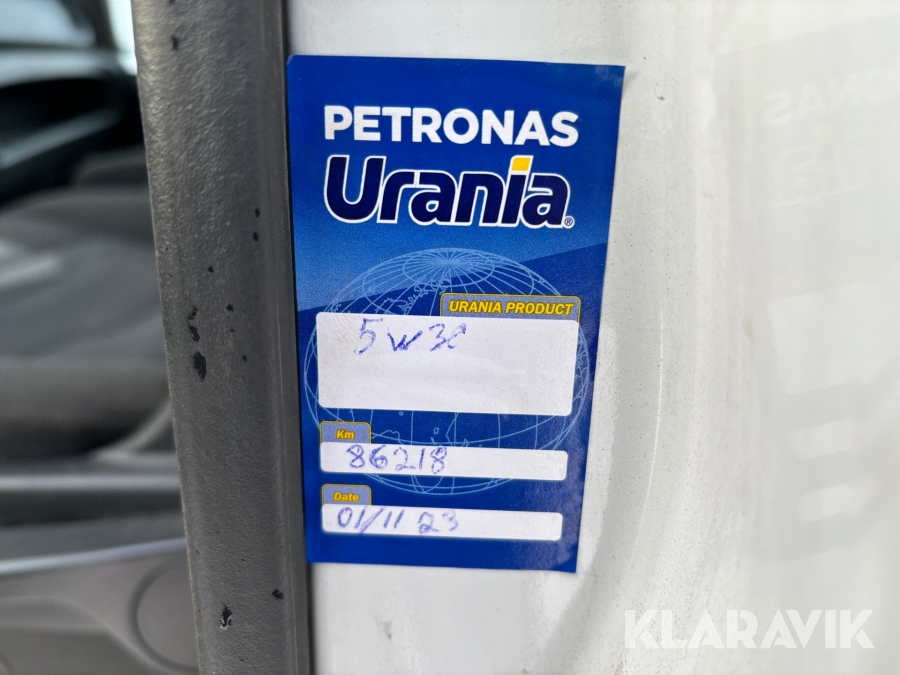 PETRONAS
Urania®
URANIA PRODUCT
5W30
Km
86218
Date
01/11 23
KLARAVIK